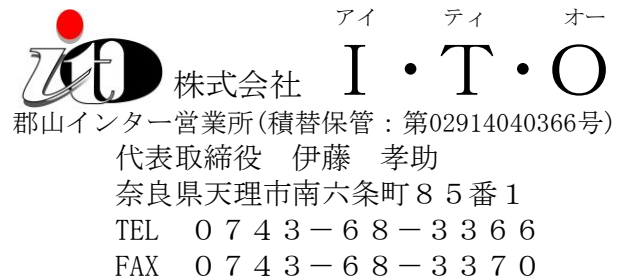 アイ ティ オー
ito 株式会社 Ｉ・Ｔ・Ｏ
郡山インター営業所(積替保管：第02914040366号)
代表取締役　伊藤　孝助
奈良県天理市南六条町８５番１
TEL　０７４３－６８－３３６６
FAX　０７４３－６８－３３７０